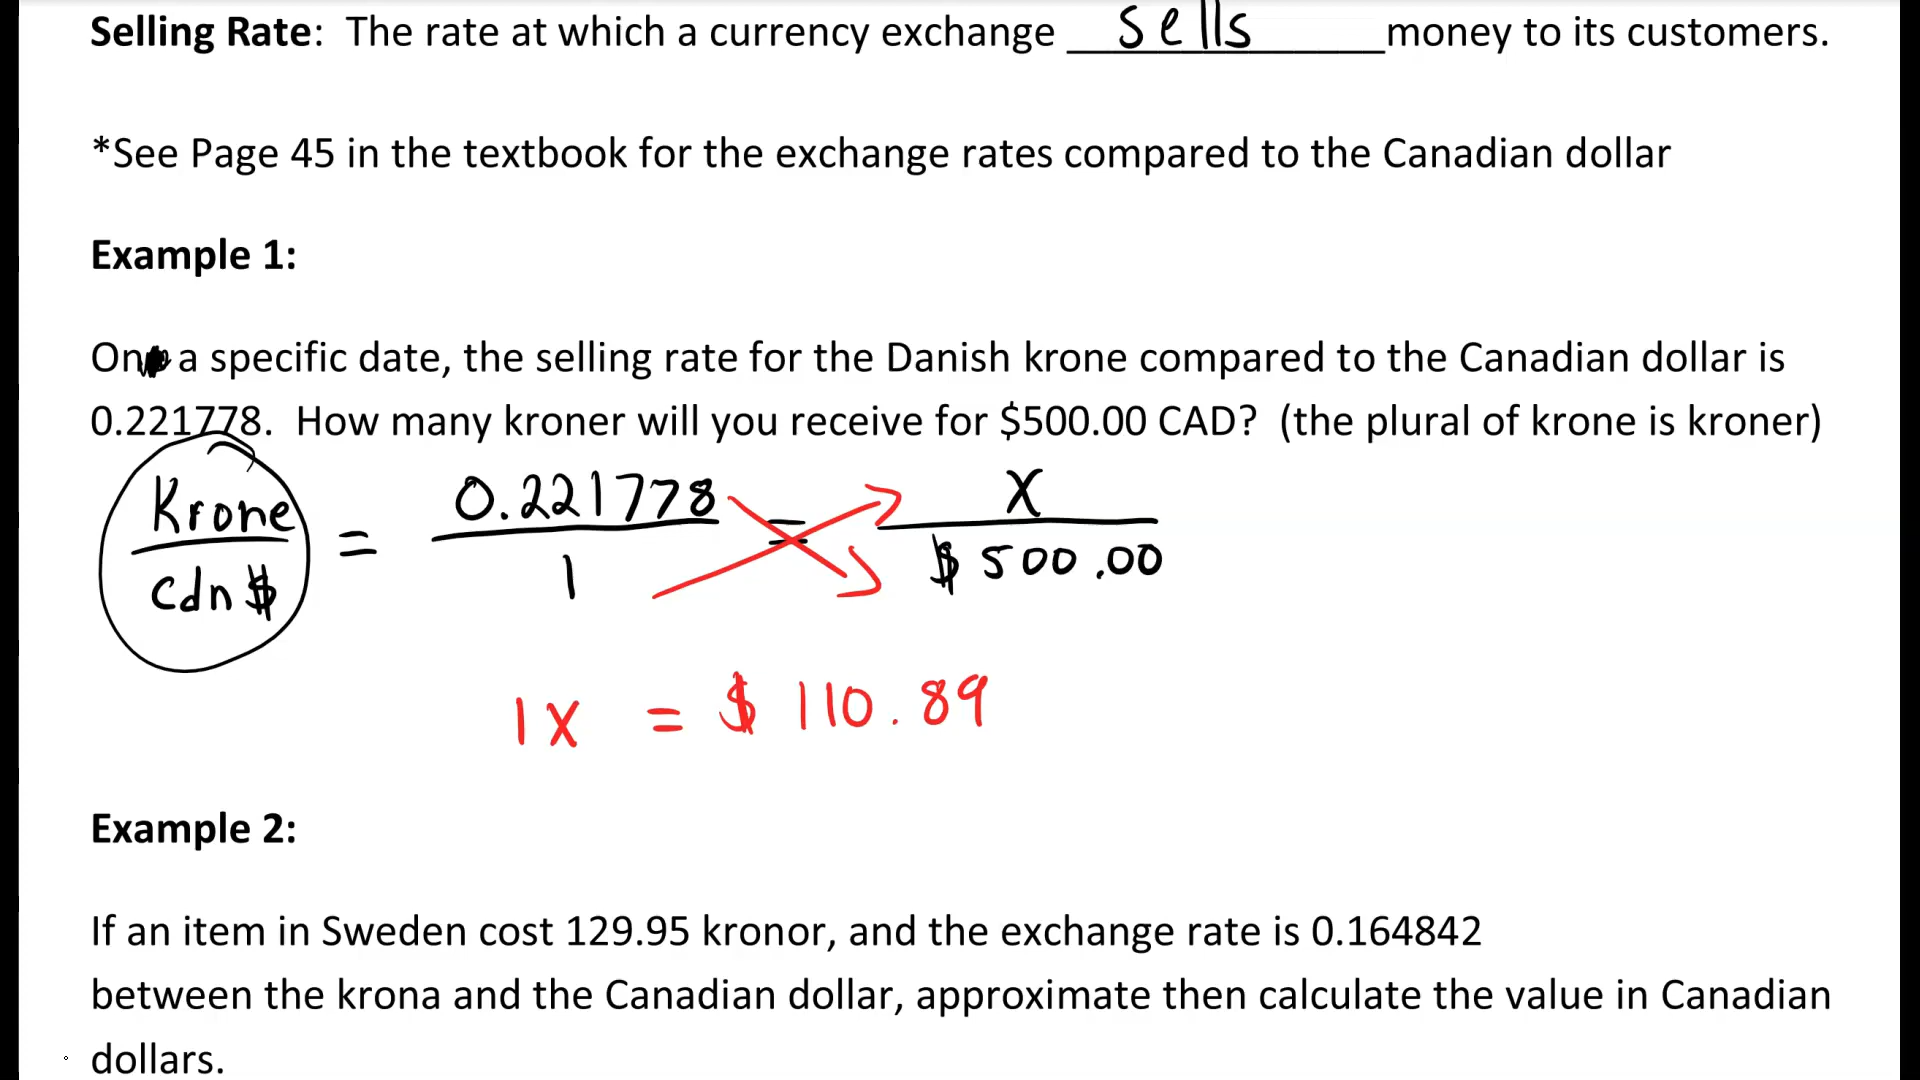 Selling Rate: The rate at which a currency exchange sells money to its customers.
*See Page 45 in the textbook for the exchange rates compared to the Canadian dollar
Example 1:
On a specific date, the selling rate for the Danish krone compared to the Canadian dollar is
0.221778. How many kroner will you receive for $500.00 CAD? (the plural of krone is kroner)
Krone / cdn $ = 0.221778 / 1 = X / $500.00
1X = $110.89
Example 2:
If an item in Sweden cost 129.95 kronor, and the exchange rate is 0.164842
between the krona and the Canadian dollar, approximate then calculate the value in Canadian
dollars.